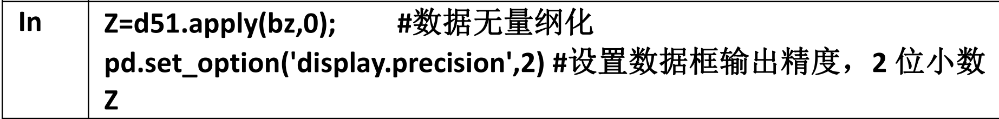 In Z=d51.apply(bz,0); #数据无量纲化
pd.set_option('display.precision',2) #设置数据框输出精度，2 位小数
Z